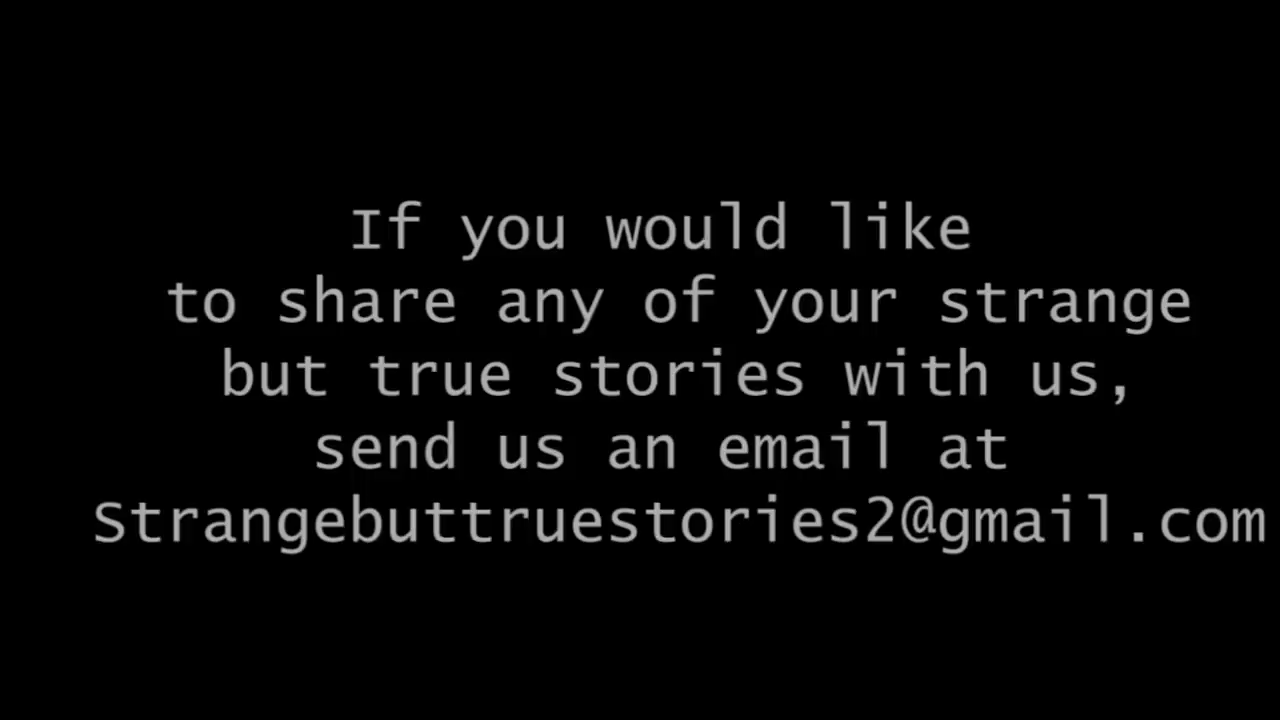 If you would like
to share any of your strange
but true stories with us,
send us an email at
Strangebuttruestories2@gmail.com